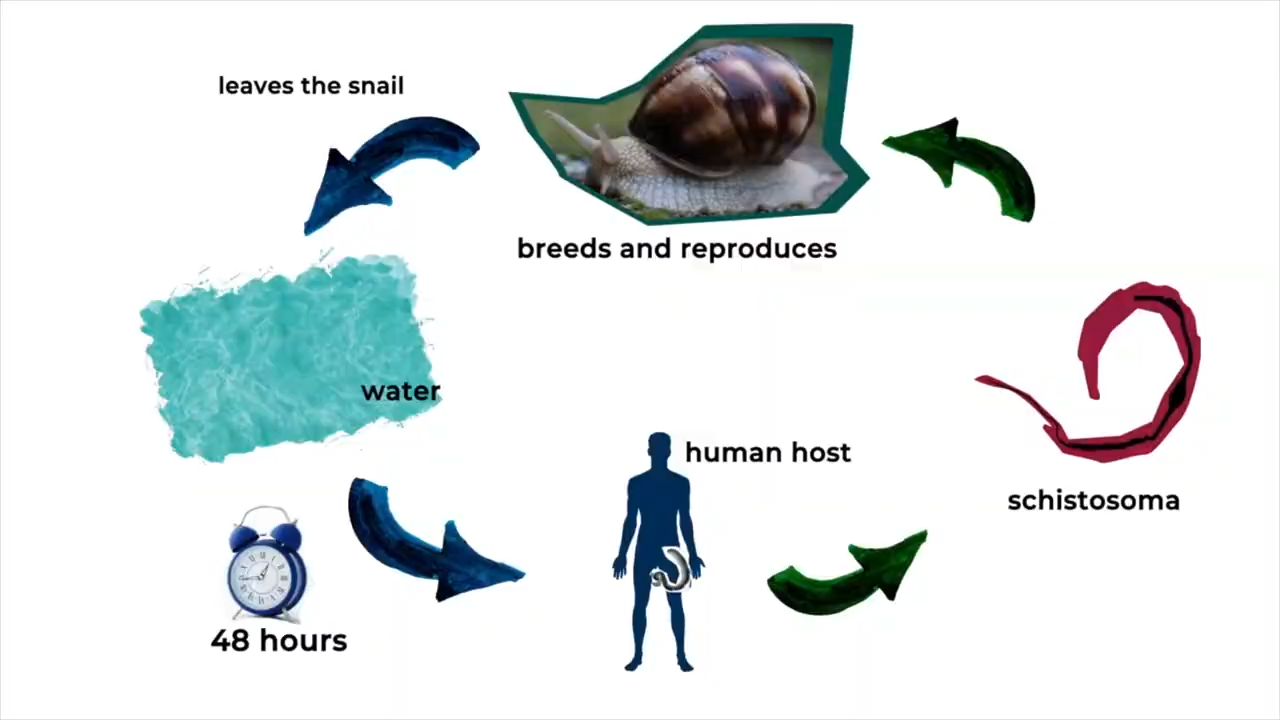 leaves the snail
breeds and reproduces
water
human host
schistosoma
48 hours